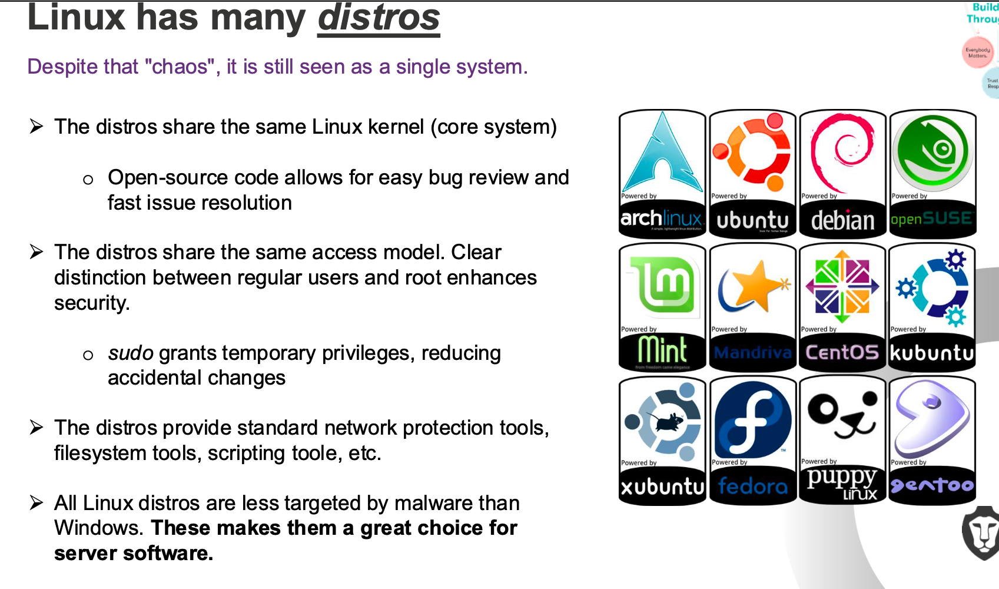 Linux has many distros
Despite that "chaos", it is still seen as a single system.
➢ The distros share the same Linux kernel (core system)
o Open-source code allows for easy bug review and
fast issue resolution
➢ The distros share the same access model. Clear
distinction between regular users and root enhances
security.
o sudo grants temporary privileges, reducing
accidental changes
➢ The distros provide standard network protection tools,
filesystem tools, scripting toole, etc.
➢ All Linux distros are less targeted by malware than
Windows. These makes them a great choice for
server software.
Build
Throu
Everybody
Matters.
Trust
Resp
Powered by
archlinux
A simple, lightweight linux distribution.
Powered by
ubuntu
linux for human beings
Powered by
debian
Powered by
openSUSE
lm
Powered by
Mint
from freedom came elegance
Powered by
Mandriva
Powered by
CentOS
Powered by
kubuntu
Powered by
xubuntu
f
TM
Powered by
fedora
Powered by
puppy
Linux
Powered by
gentoo